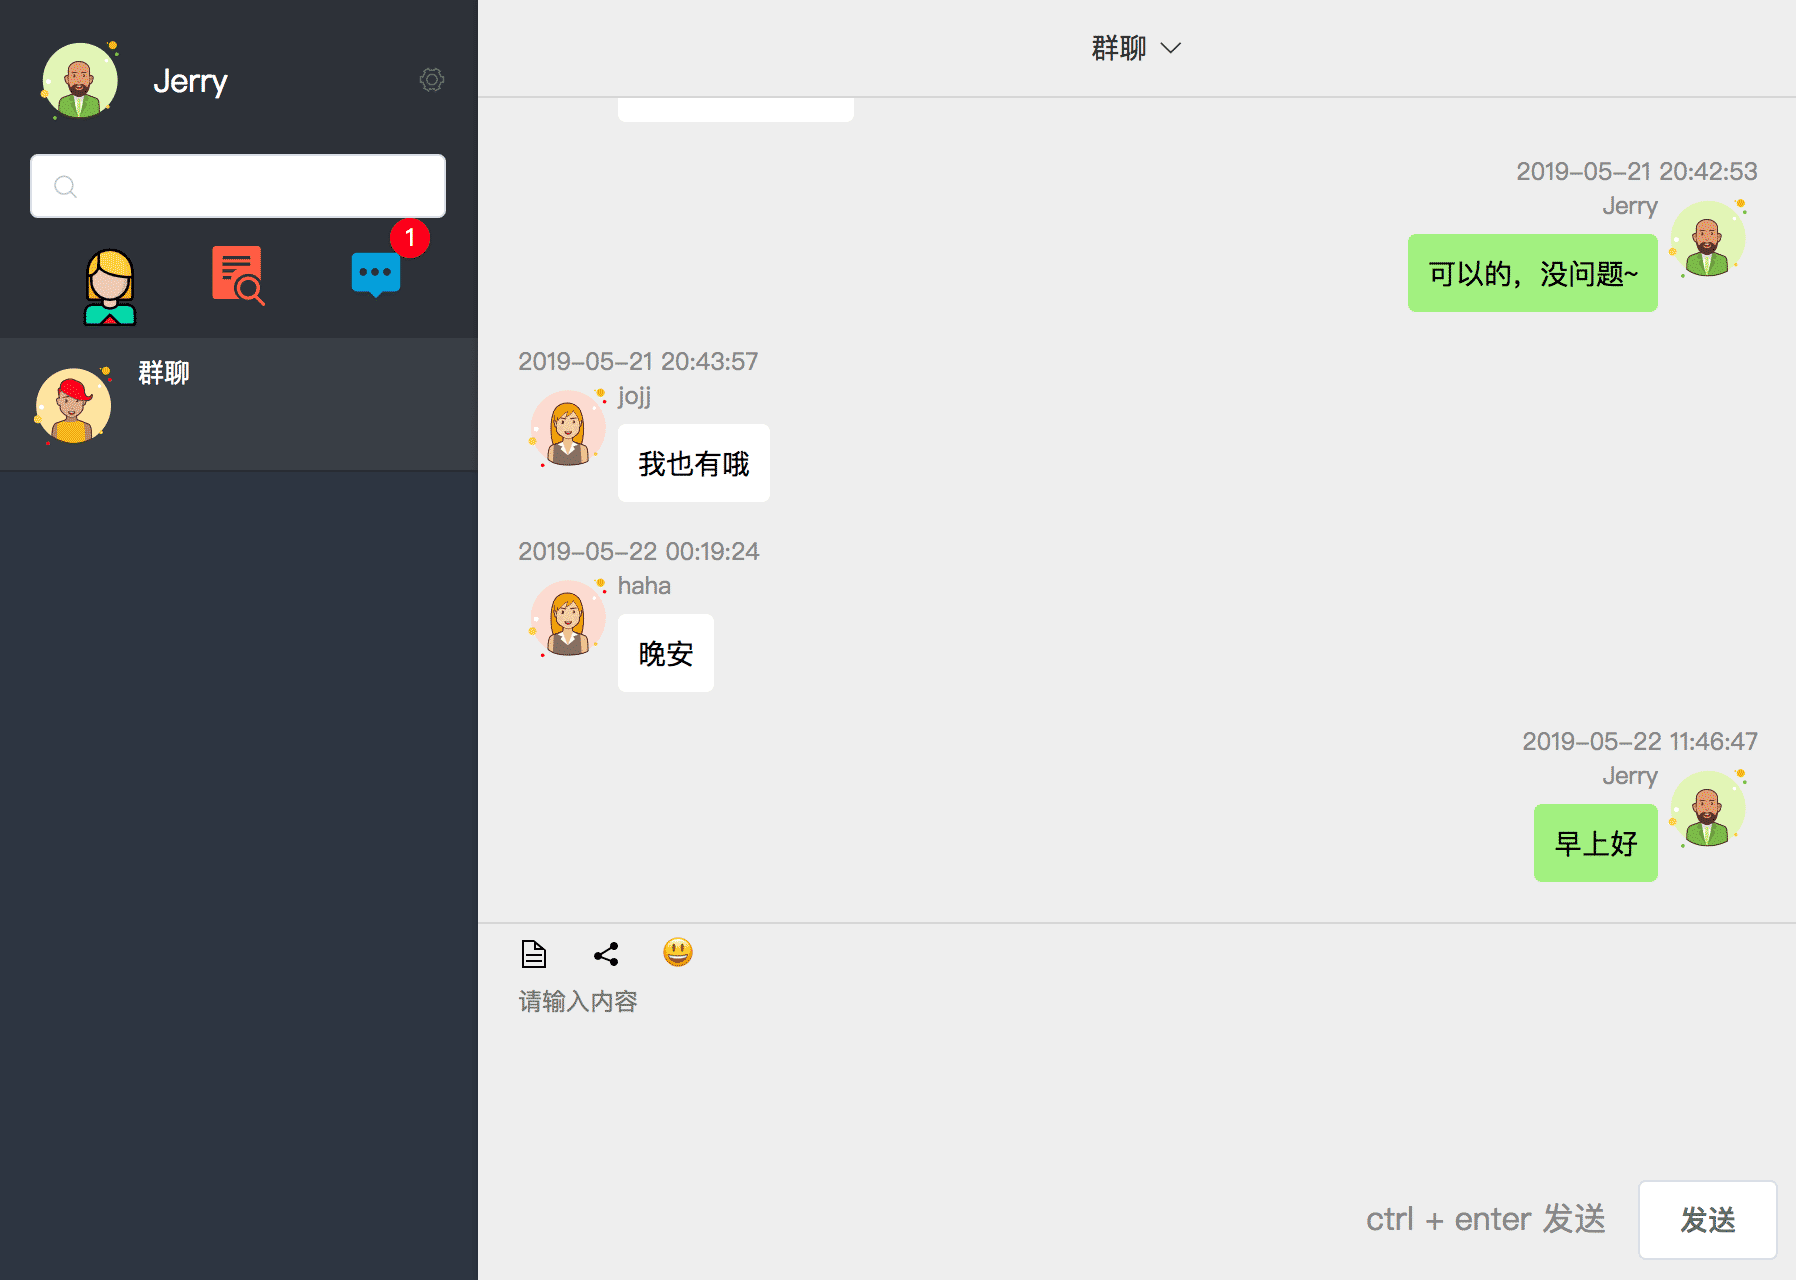 Jerry
1
群聊
群聊
2019-05-21 20:42:53
Jerry
可以的，没问题~
2019-05-21 20:43:57
jojj
我也有哦
2019-05-22 00:19:24
haha
晚安
2019-05-22 11:46:47
Jerry
早上好
请输入内容
ctrl + enter 发送
发送